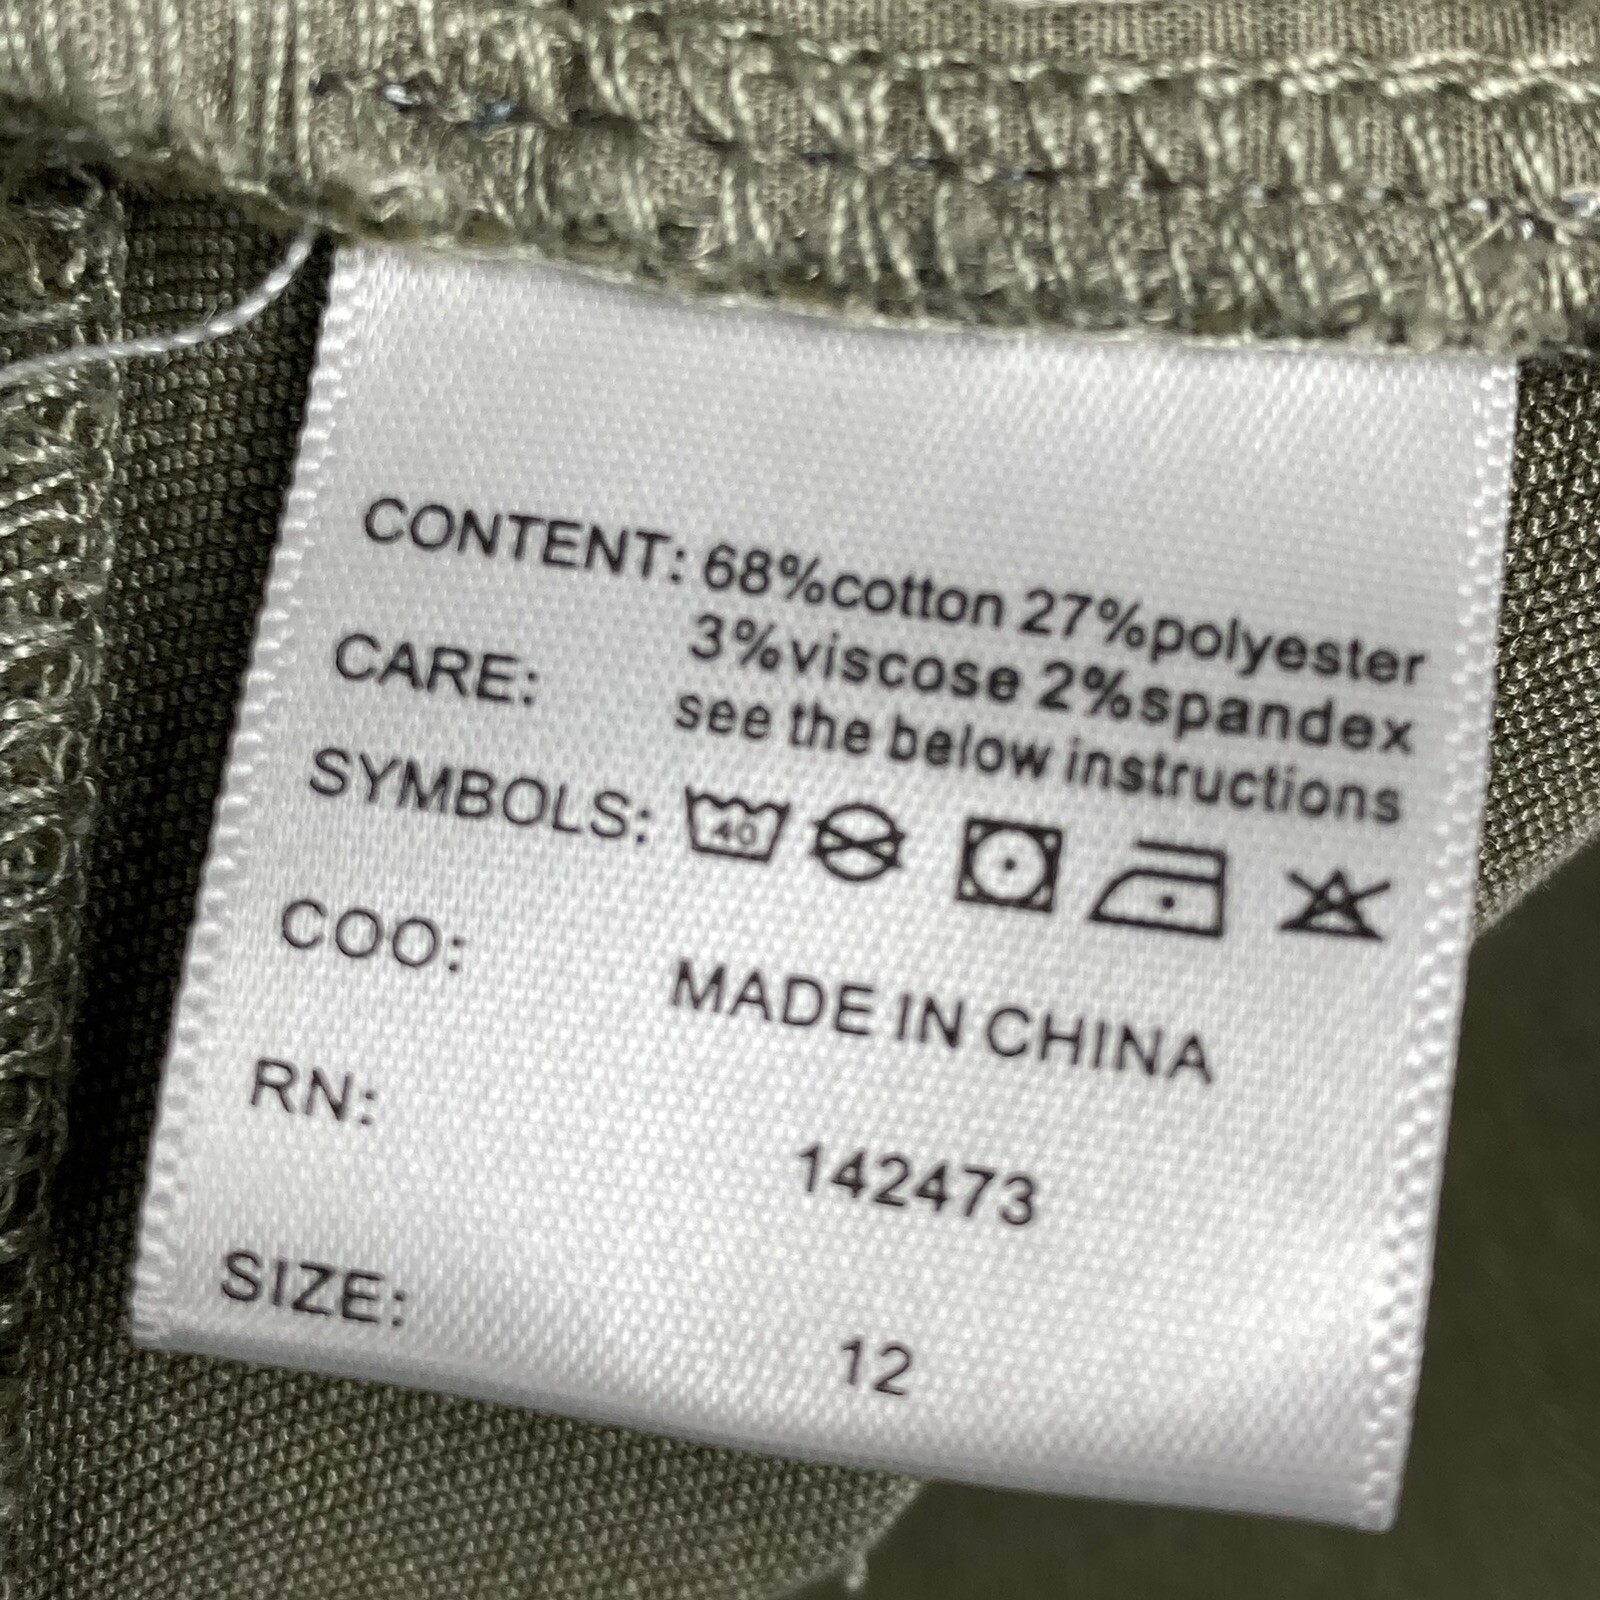 CONTENT: 68%cotton 27%polyester
3%viscose 2%spandex
CARE: see the below instructions
SYMBOLS: 40
COO: MADE IN CHINA
RN: 142473
SIZE: 12